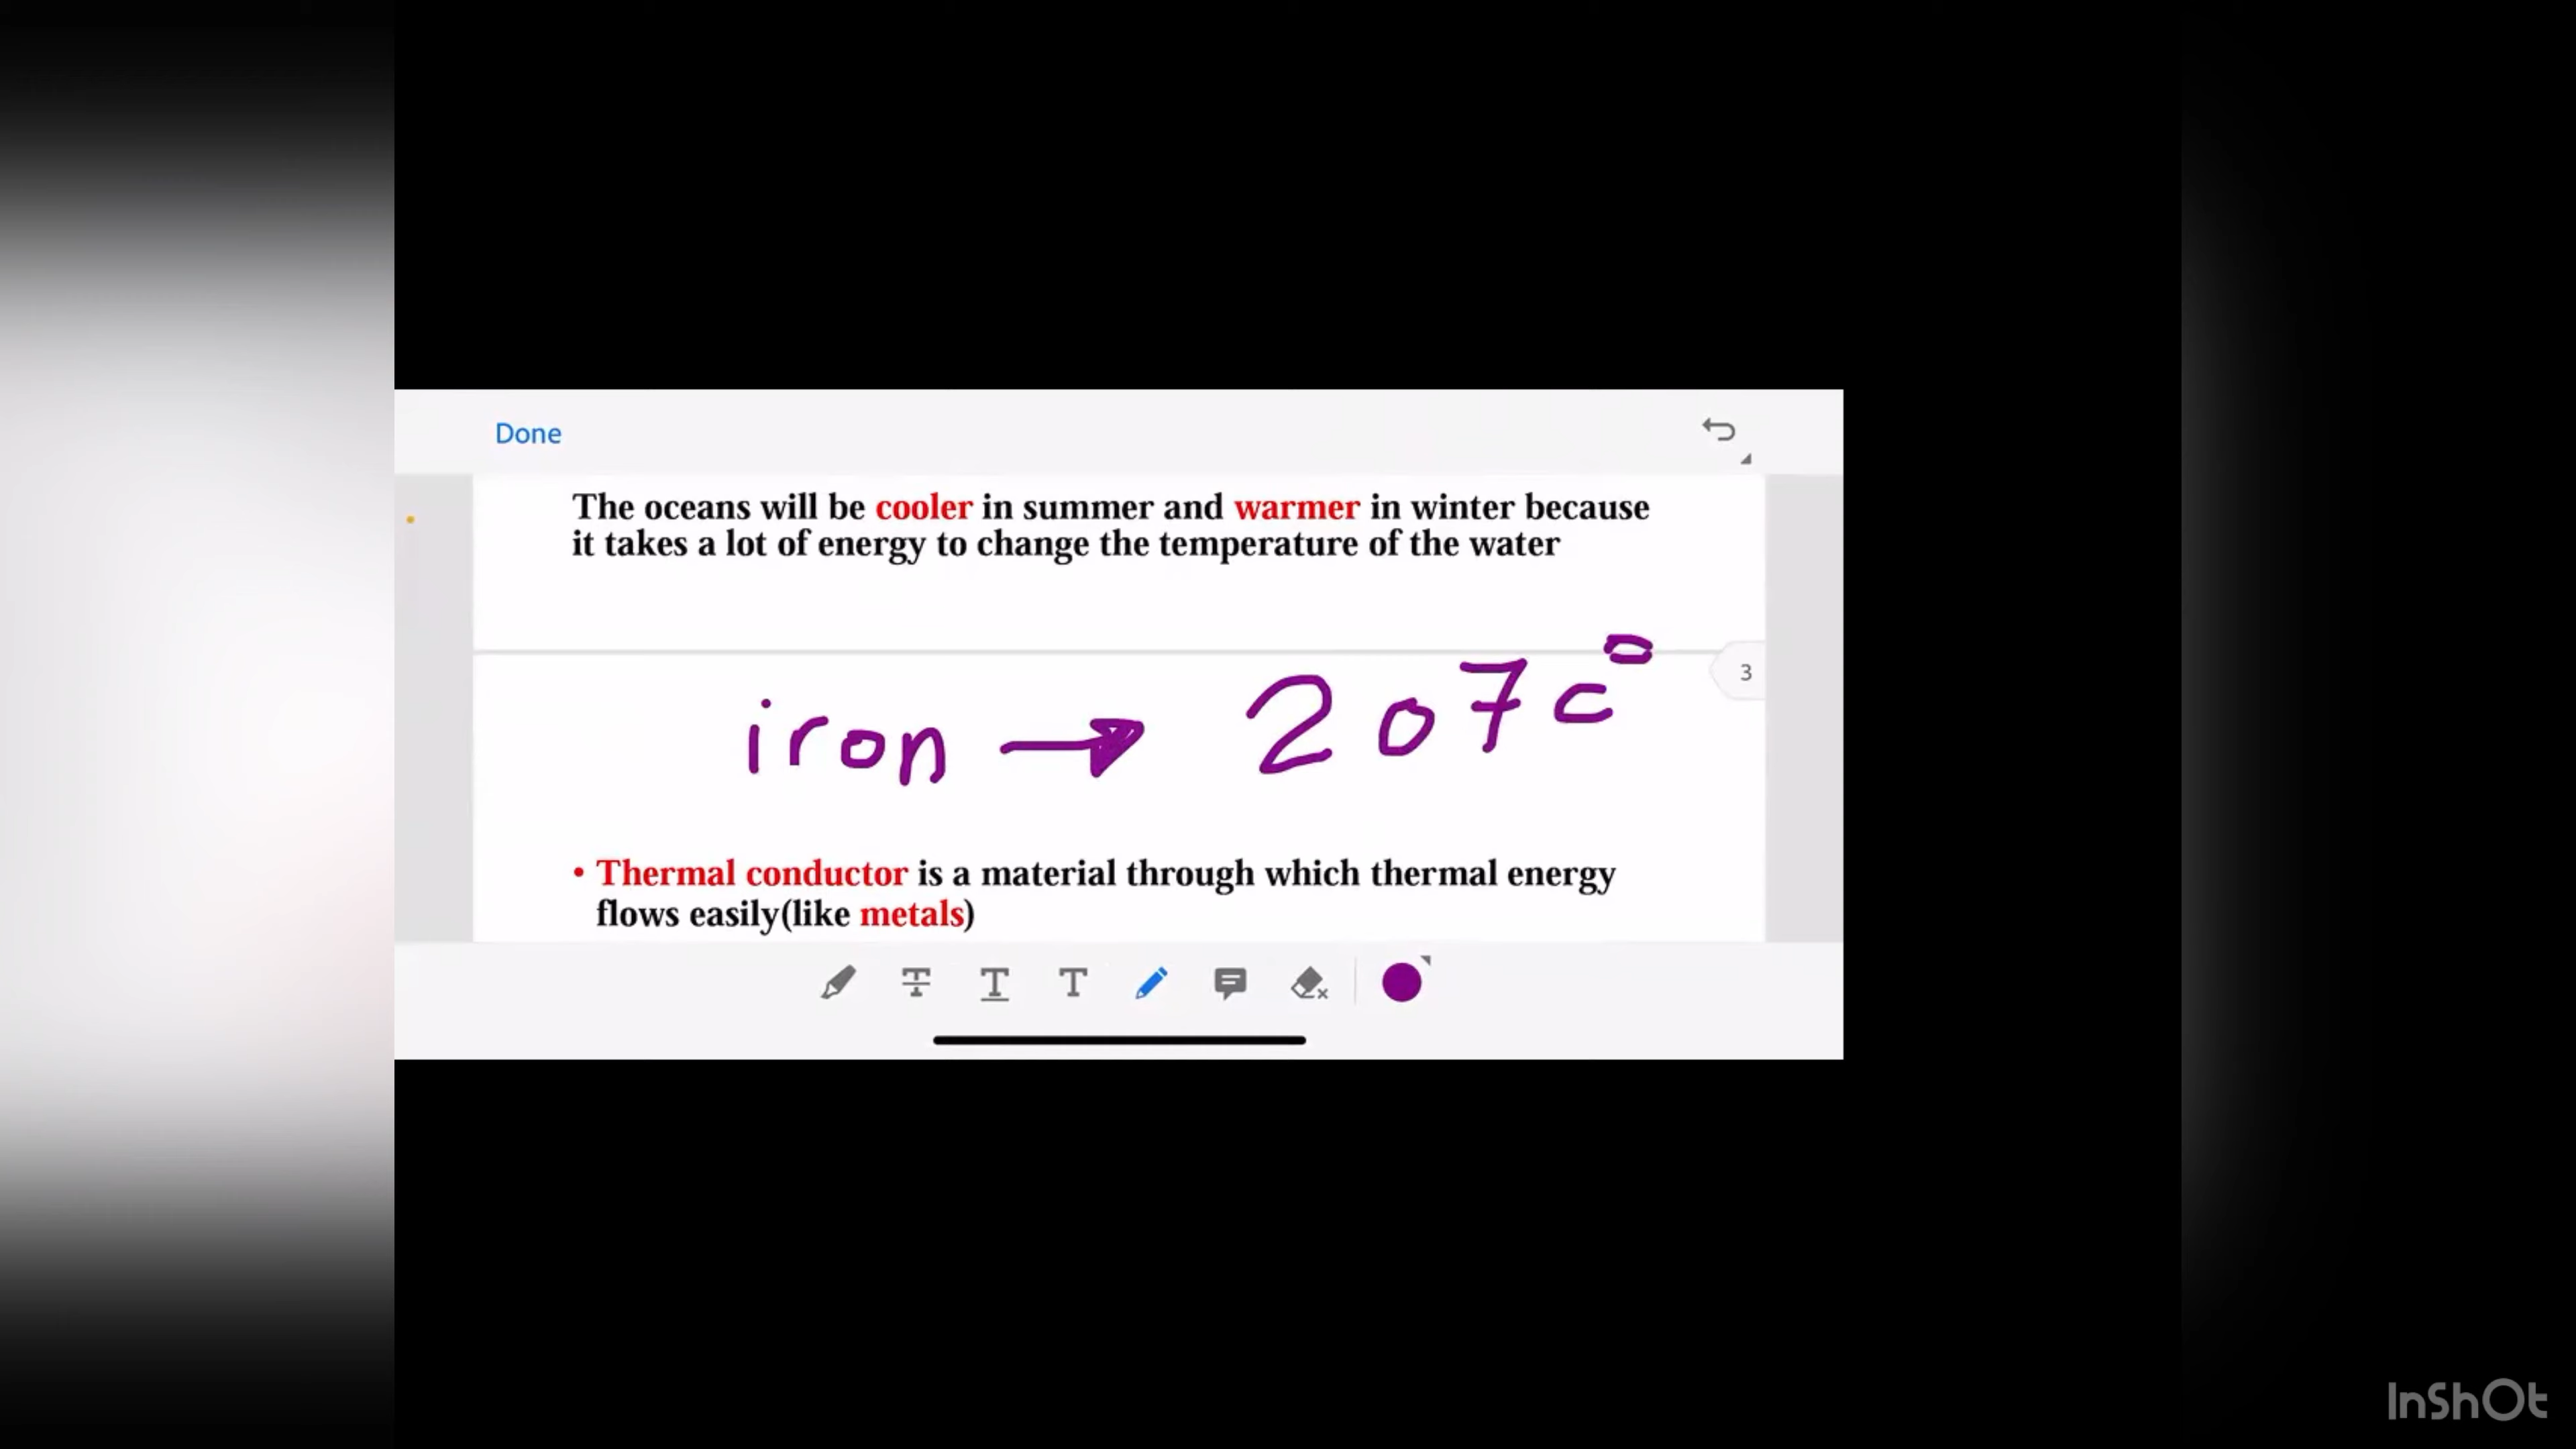 Done
The oceans will be cooler in summer and warmer in winter because
it takes a lot of energy to change the temperature of the water
3
iron → 207c°
• Thermal conductor is a material through which thermal energy
flows easily(like metals)
InShOt